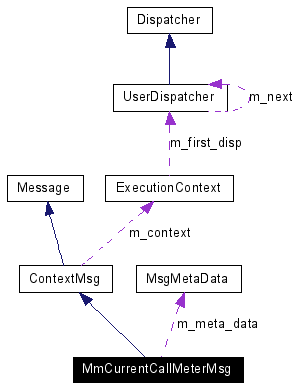 Dispatcher
UserDispatcher
m_next
m_first_disp
Message
ExecutionContext
m_context
ContextMsg
MsgMetaData
m_meta_data
MmCurrentCallMeterMsg